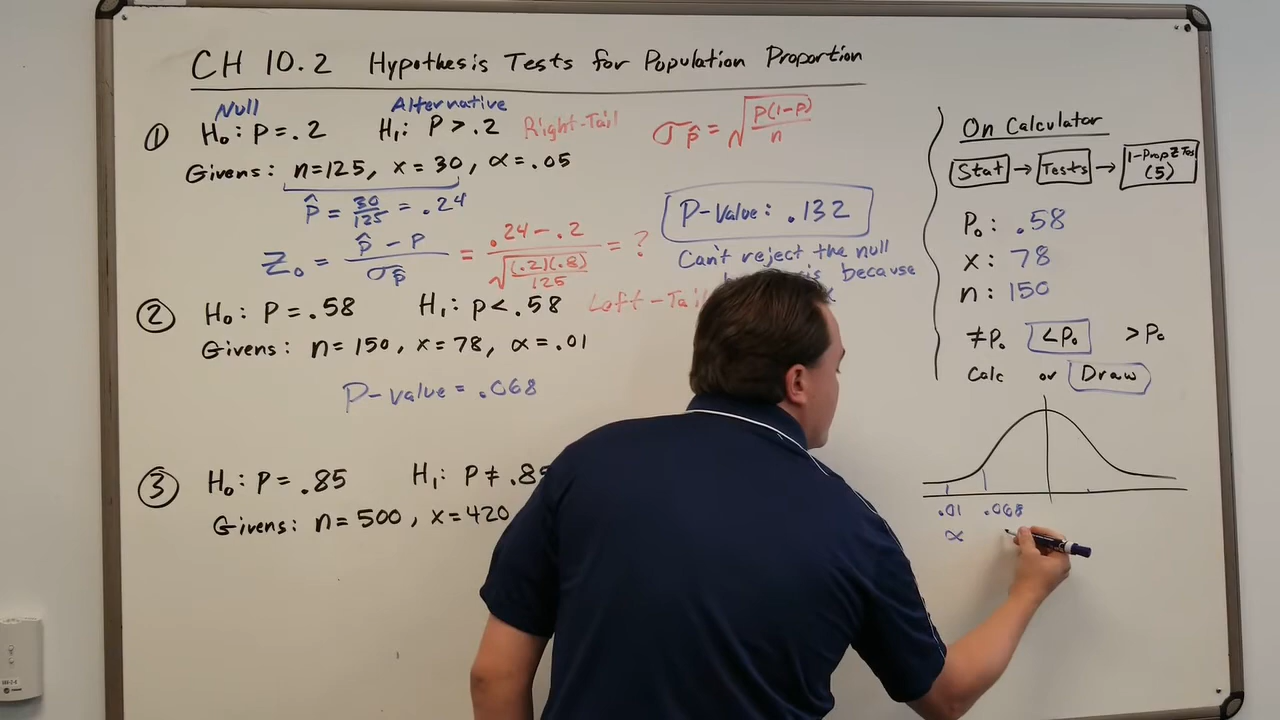 CH 10.2 Hypothesis Tests for Population Proportion
Null Alternative
① H₀: P = .2 H₁: P > .2 Right-Tail σp̂ = √(P(1-P)/n)
Givens: n=125, x = 30, α = .05
p̂ = 30/125 = .24
Z₀ = (p̂ - P)/σp̂ = (.24 - .2)/√((.2)(.8)/125) = ?
P-Value: .132
Can't reject the null
because
② H₀: P = .58 H₁: P < .58 Left-Tail
Givens: n = 150, x = 78, α = .01
P-value = .068
③ H₀: P = .85 H₁: P ≠ .85
Givens: n = 500, x = 420
On Calculator
Stat → Tests → 1-PropZTest (5)
P₀: .58
x: 78
n: 150
≠P₀ <P₀ >P₀
Calc or Draw
.01 .068
α